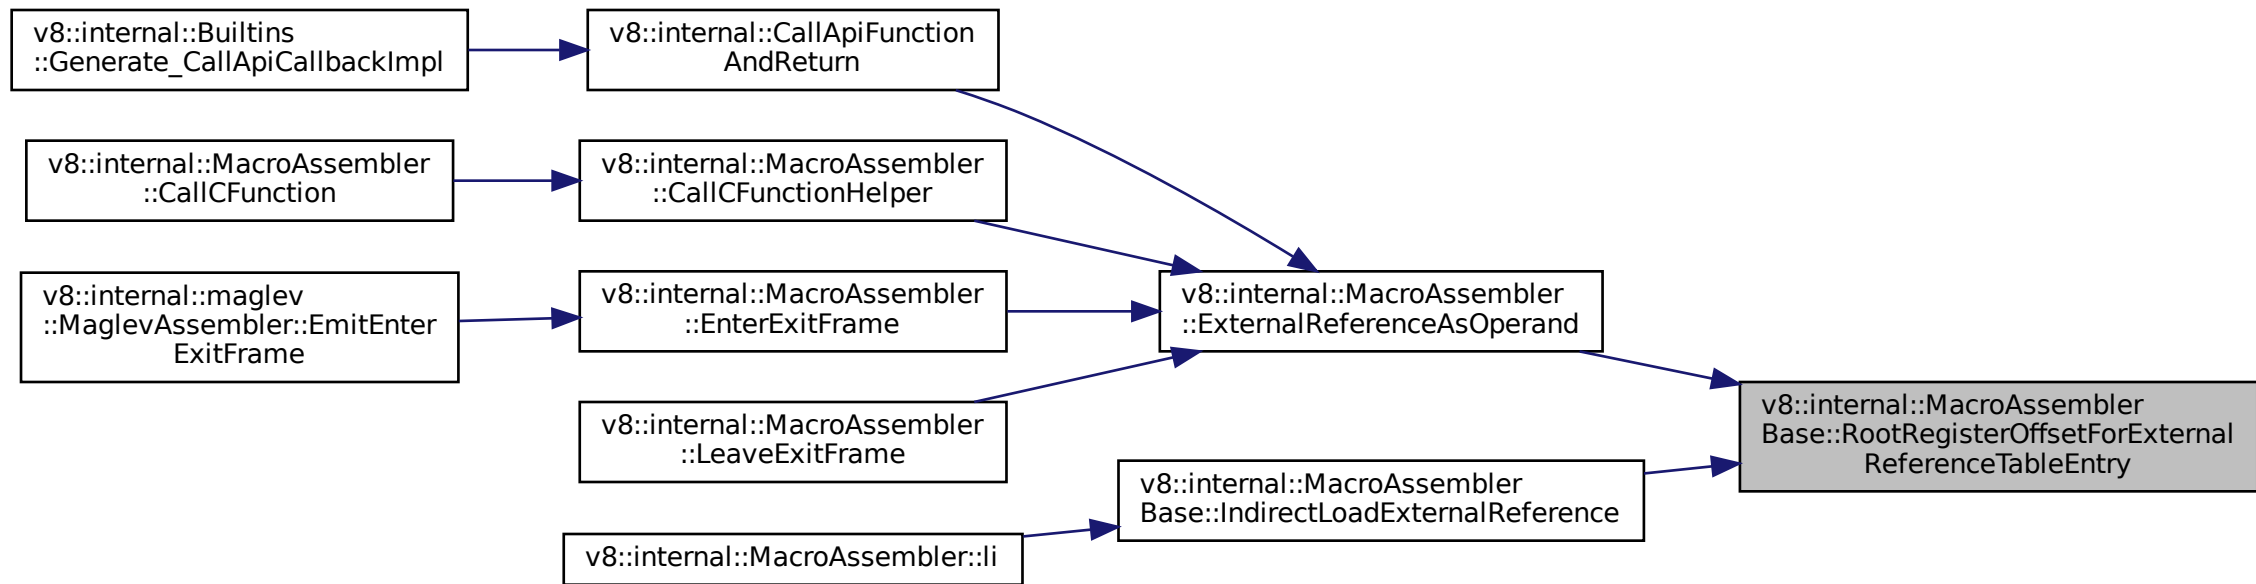 v8::internal::Builtins
::Generate_CallApiCallbackImpl
v8::internal::CallApiFunction
AndReturn
v8::internal::MacroAssembler
::CallCFunction
v8::internal::MacroAssembler
::CallCFunctionHelper
v8::internal::maglev
::MaglevAssembler::EmitEnter
ExitFrame
v8::internal::MacroAssembler
::EnterExitFrame
v8::internal::MacroAssembler
::ExternalReferenceAsOperand
v8::internal::MacroAssembler
::LeaveExitFrame
v8::internal::MacroAssembler
Base::RootRegisterOffsetForExternal
ReferenceTableEntry
v8::internal::MacroAssembler
Base::IndirectLoadExternalReference
v8::internal::MacroAssembler::li